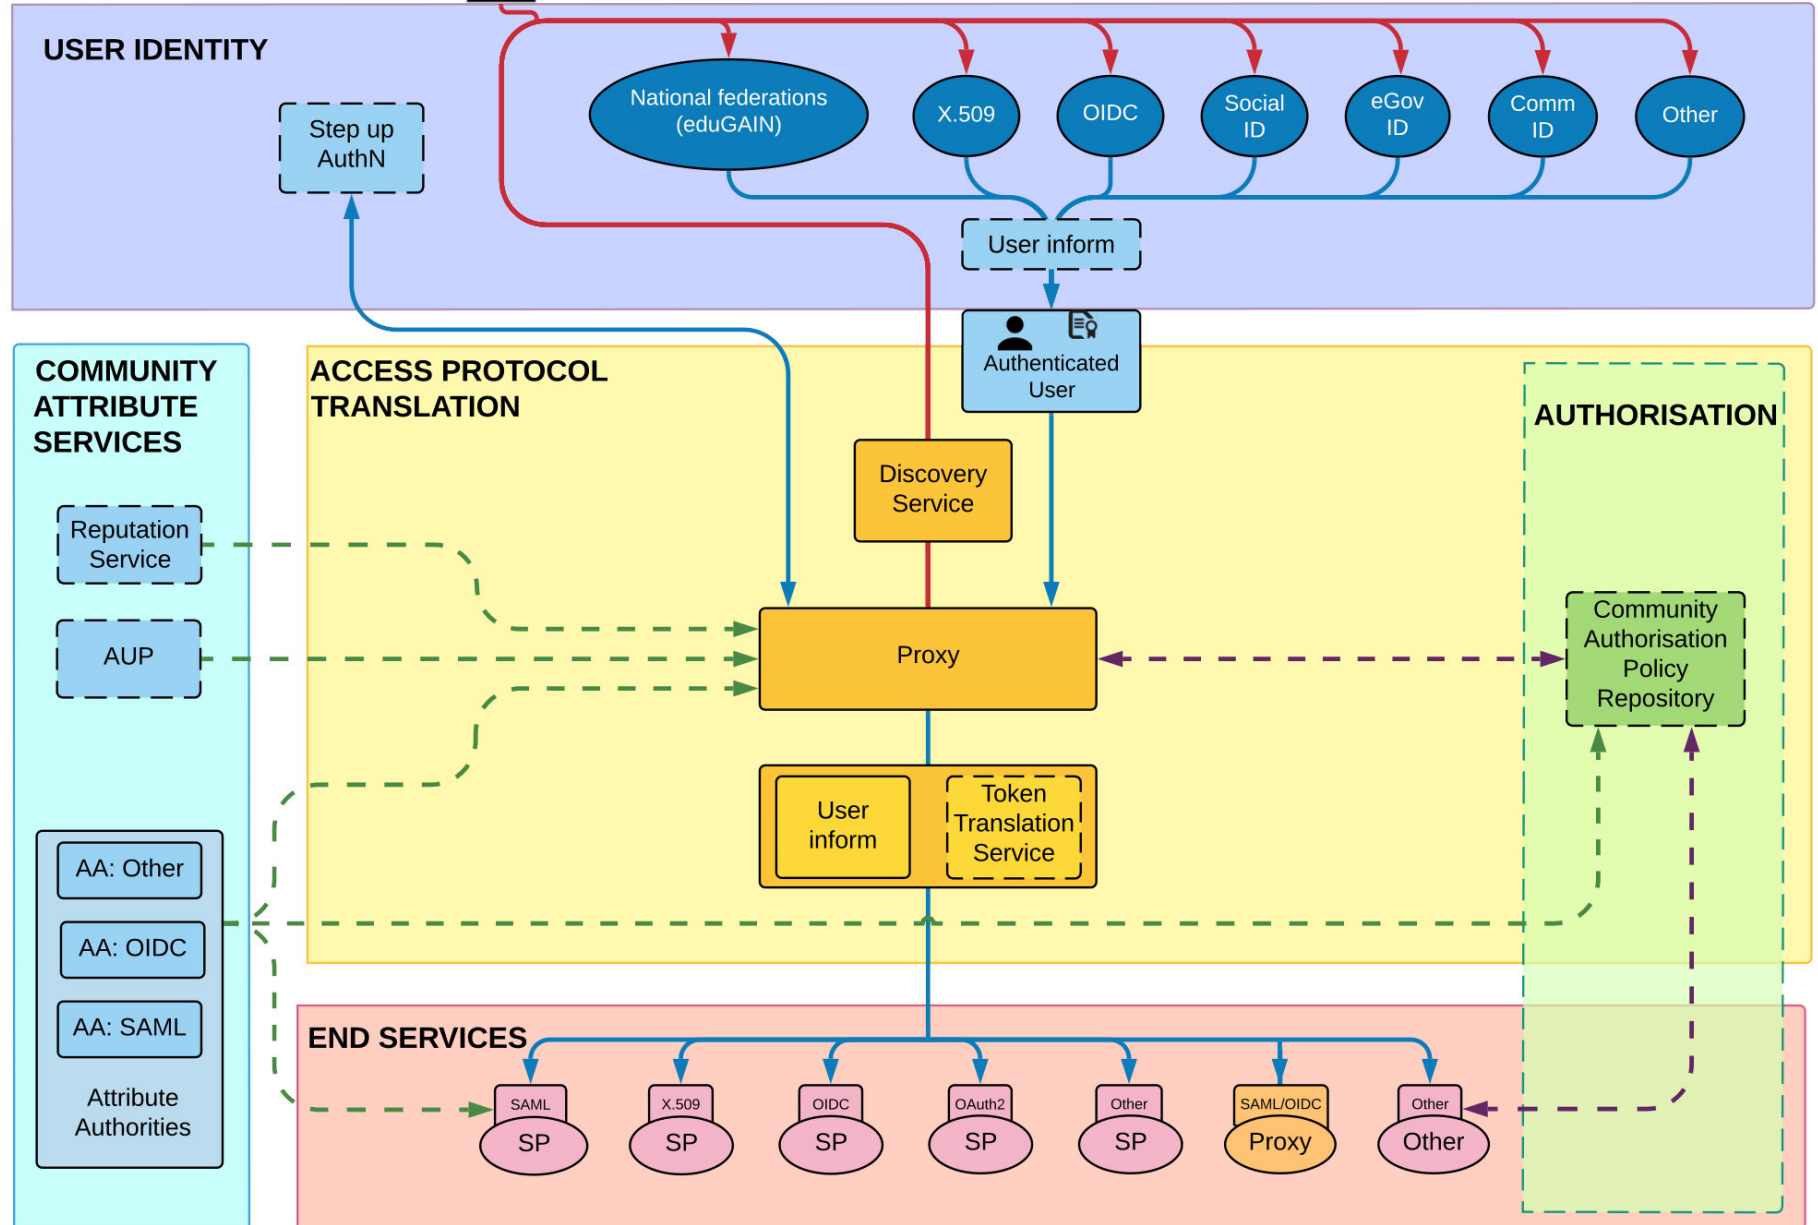 USER IDENTITY
National federations
(eduGAIN)
X.509
OIDC
Social
ID
eGov
ID
Comm
ID
Other
Step up
AuthN
User inform
Authenticated
User
COMMUNITY
ATTRIBUTE
SERVICES
ACCESS PROTOCOL
TRANSLATION
AUTHORISATION
Discovery
Service
Reputation
Service
AUP
Proxy
Community
Authorisation
Policy
Repository
User
inform
Token
Translation
Service
AA: Other
AA: OIDC
AA: SAML
Attribute
Authorities
END SERVICES
SAML
SP
X.509
SP
OIDC
SP
OAuth2
SP
Other
SP
SAML/OIDC
Proxy
Other
Other